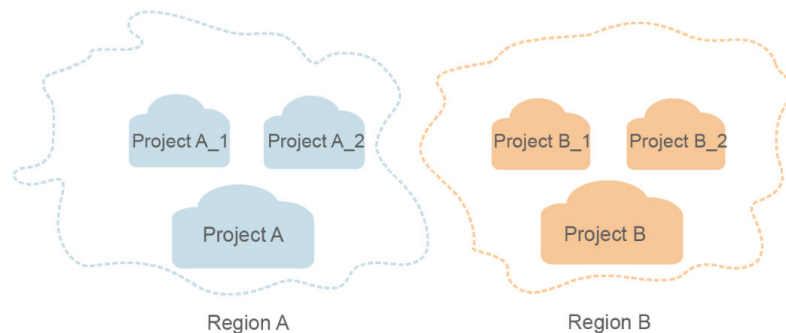 Project A_1
Project A_2
Project A
Region A
Project B_1
Project B_2
Project B
Region B